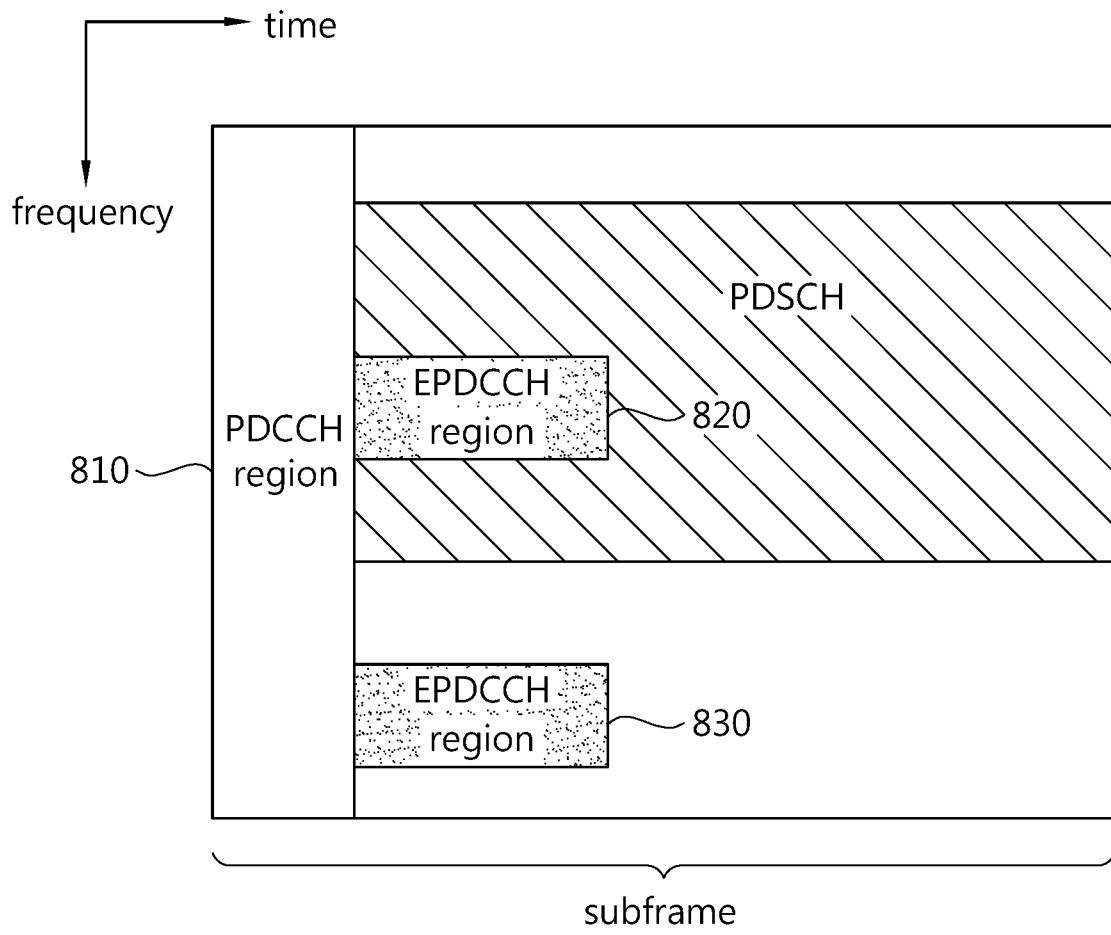 time
frequency
PDSCH
EPDCCH
region
820
PDCCH
region
810
EPDCCH
region
830
subframe